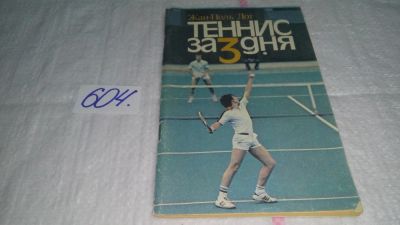 Жан-Поль Лот
ТЕННИС
за 3 дня
604.